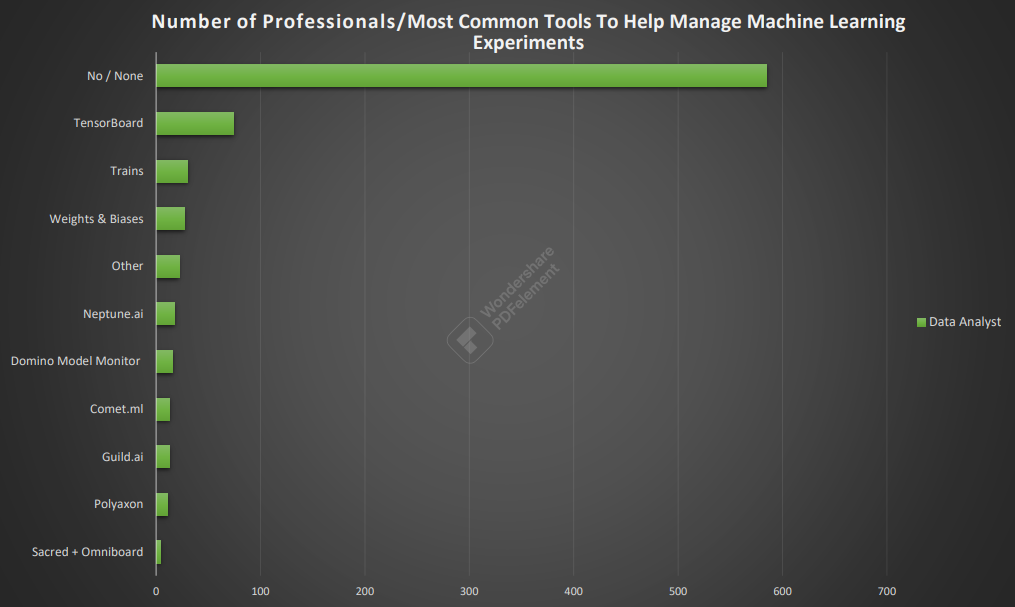 Number of Professionals/Most Common Tools To Help Manage Machine Learning
Experiments
No / None
TensorBoard
Trains
Weights & Biases
Other
Neptune.ai
Domino Model Monitor
Comet.ml
Guild.ai
Polyaxon
Sacred + Omniboard
0 100 200 300 400 500 600 700
Data Analyst
Wondershare
PDFelement